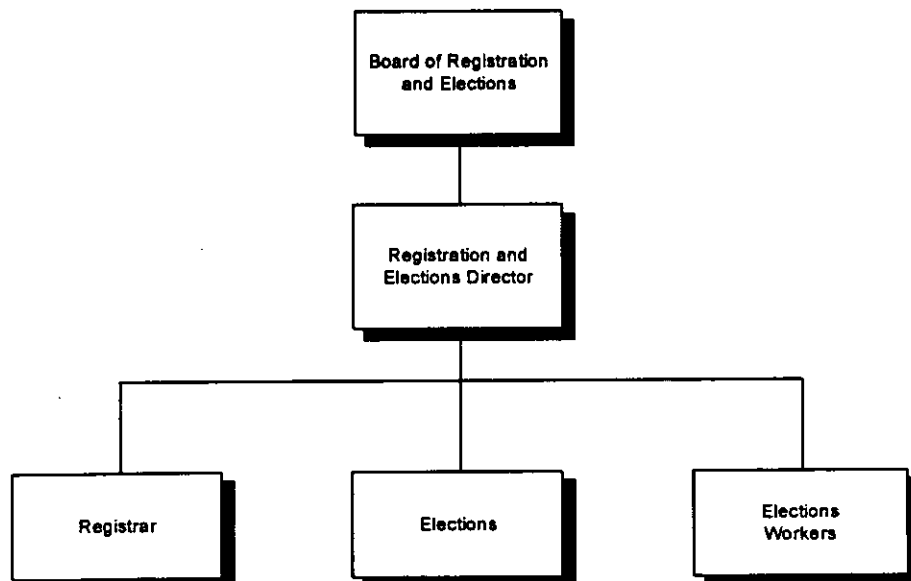 Board of Registration
and Elections
Registration and
Elections Director
Registrar
Elections
Elections
Workers